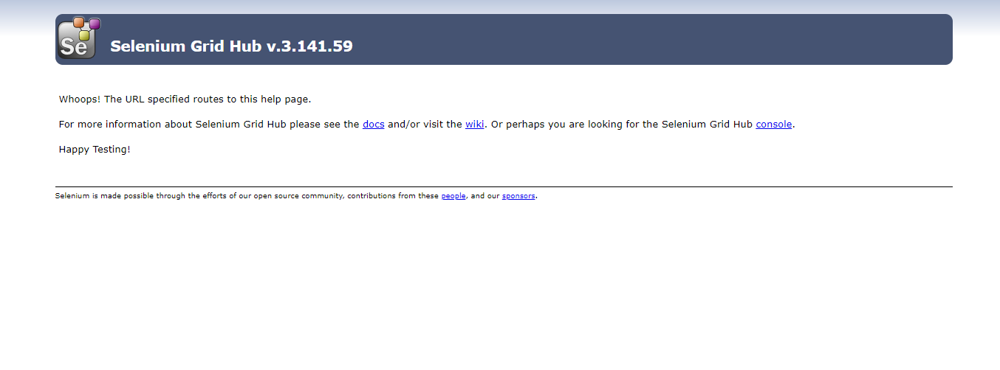 Se
Selenium Grid Hub v.3.141.59
Whoops! The URL specified routes to this help page.
For more information about Selenium Grid Hub please see the docs and/or visit the wiki. Or perhaps you are looking for the Selenium Grid Hub console.
Happy Testing!
Selenium is made possible through the efforts of our open source community, contributions from these people, and our sponsors.